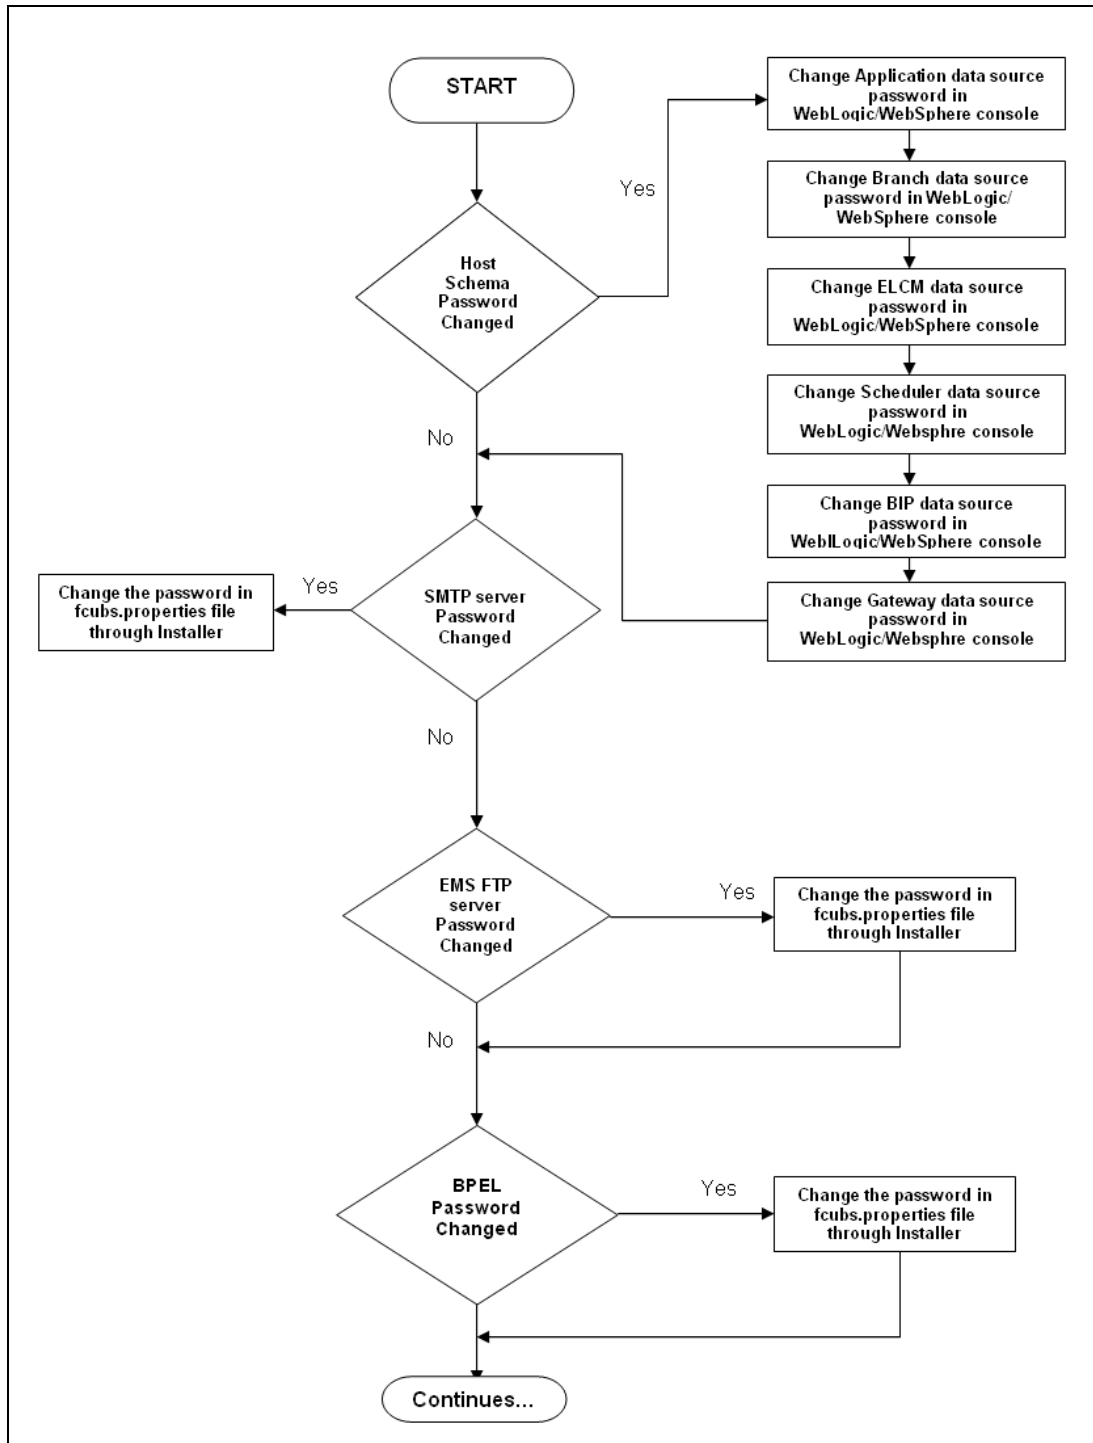 START
Change Application data source
password in
WebLogic/WebSphere console
Yes
Change Branch data source
password in WebLogic/
WebSphere console
Host
Schema
Password
Changed
Change ELCM data source
password in
WebLogic/WebSphere console
Change Scheduler data source
password in
WebLogic/Websphre console
No
Change BIP data source
password in
WeblLogic/WebSphere console
Change the password in
fcubs.properties file
through Installer
Yes
SMTP server
Password
Changed
Change Gateway data source
password in
WebLogic/Websphre console
No
EMS FTP
server
Password
Changed
Yes
Change the password in
fcubs.properties file
through Installer
No
BPEL
Password
Changed
Yes
Change the password in
fcubs.properties file
through Installer
Continues...